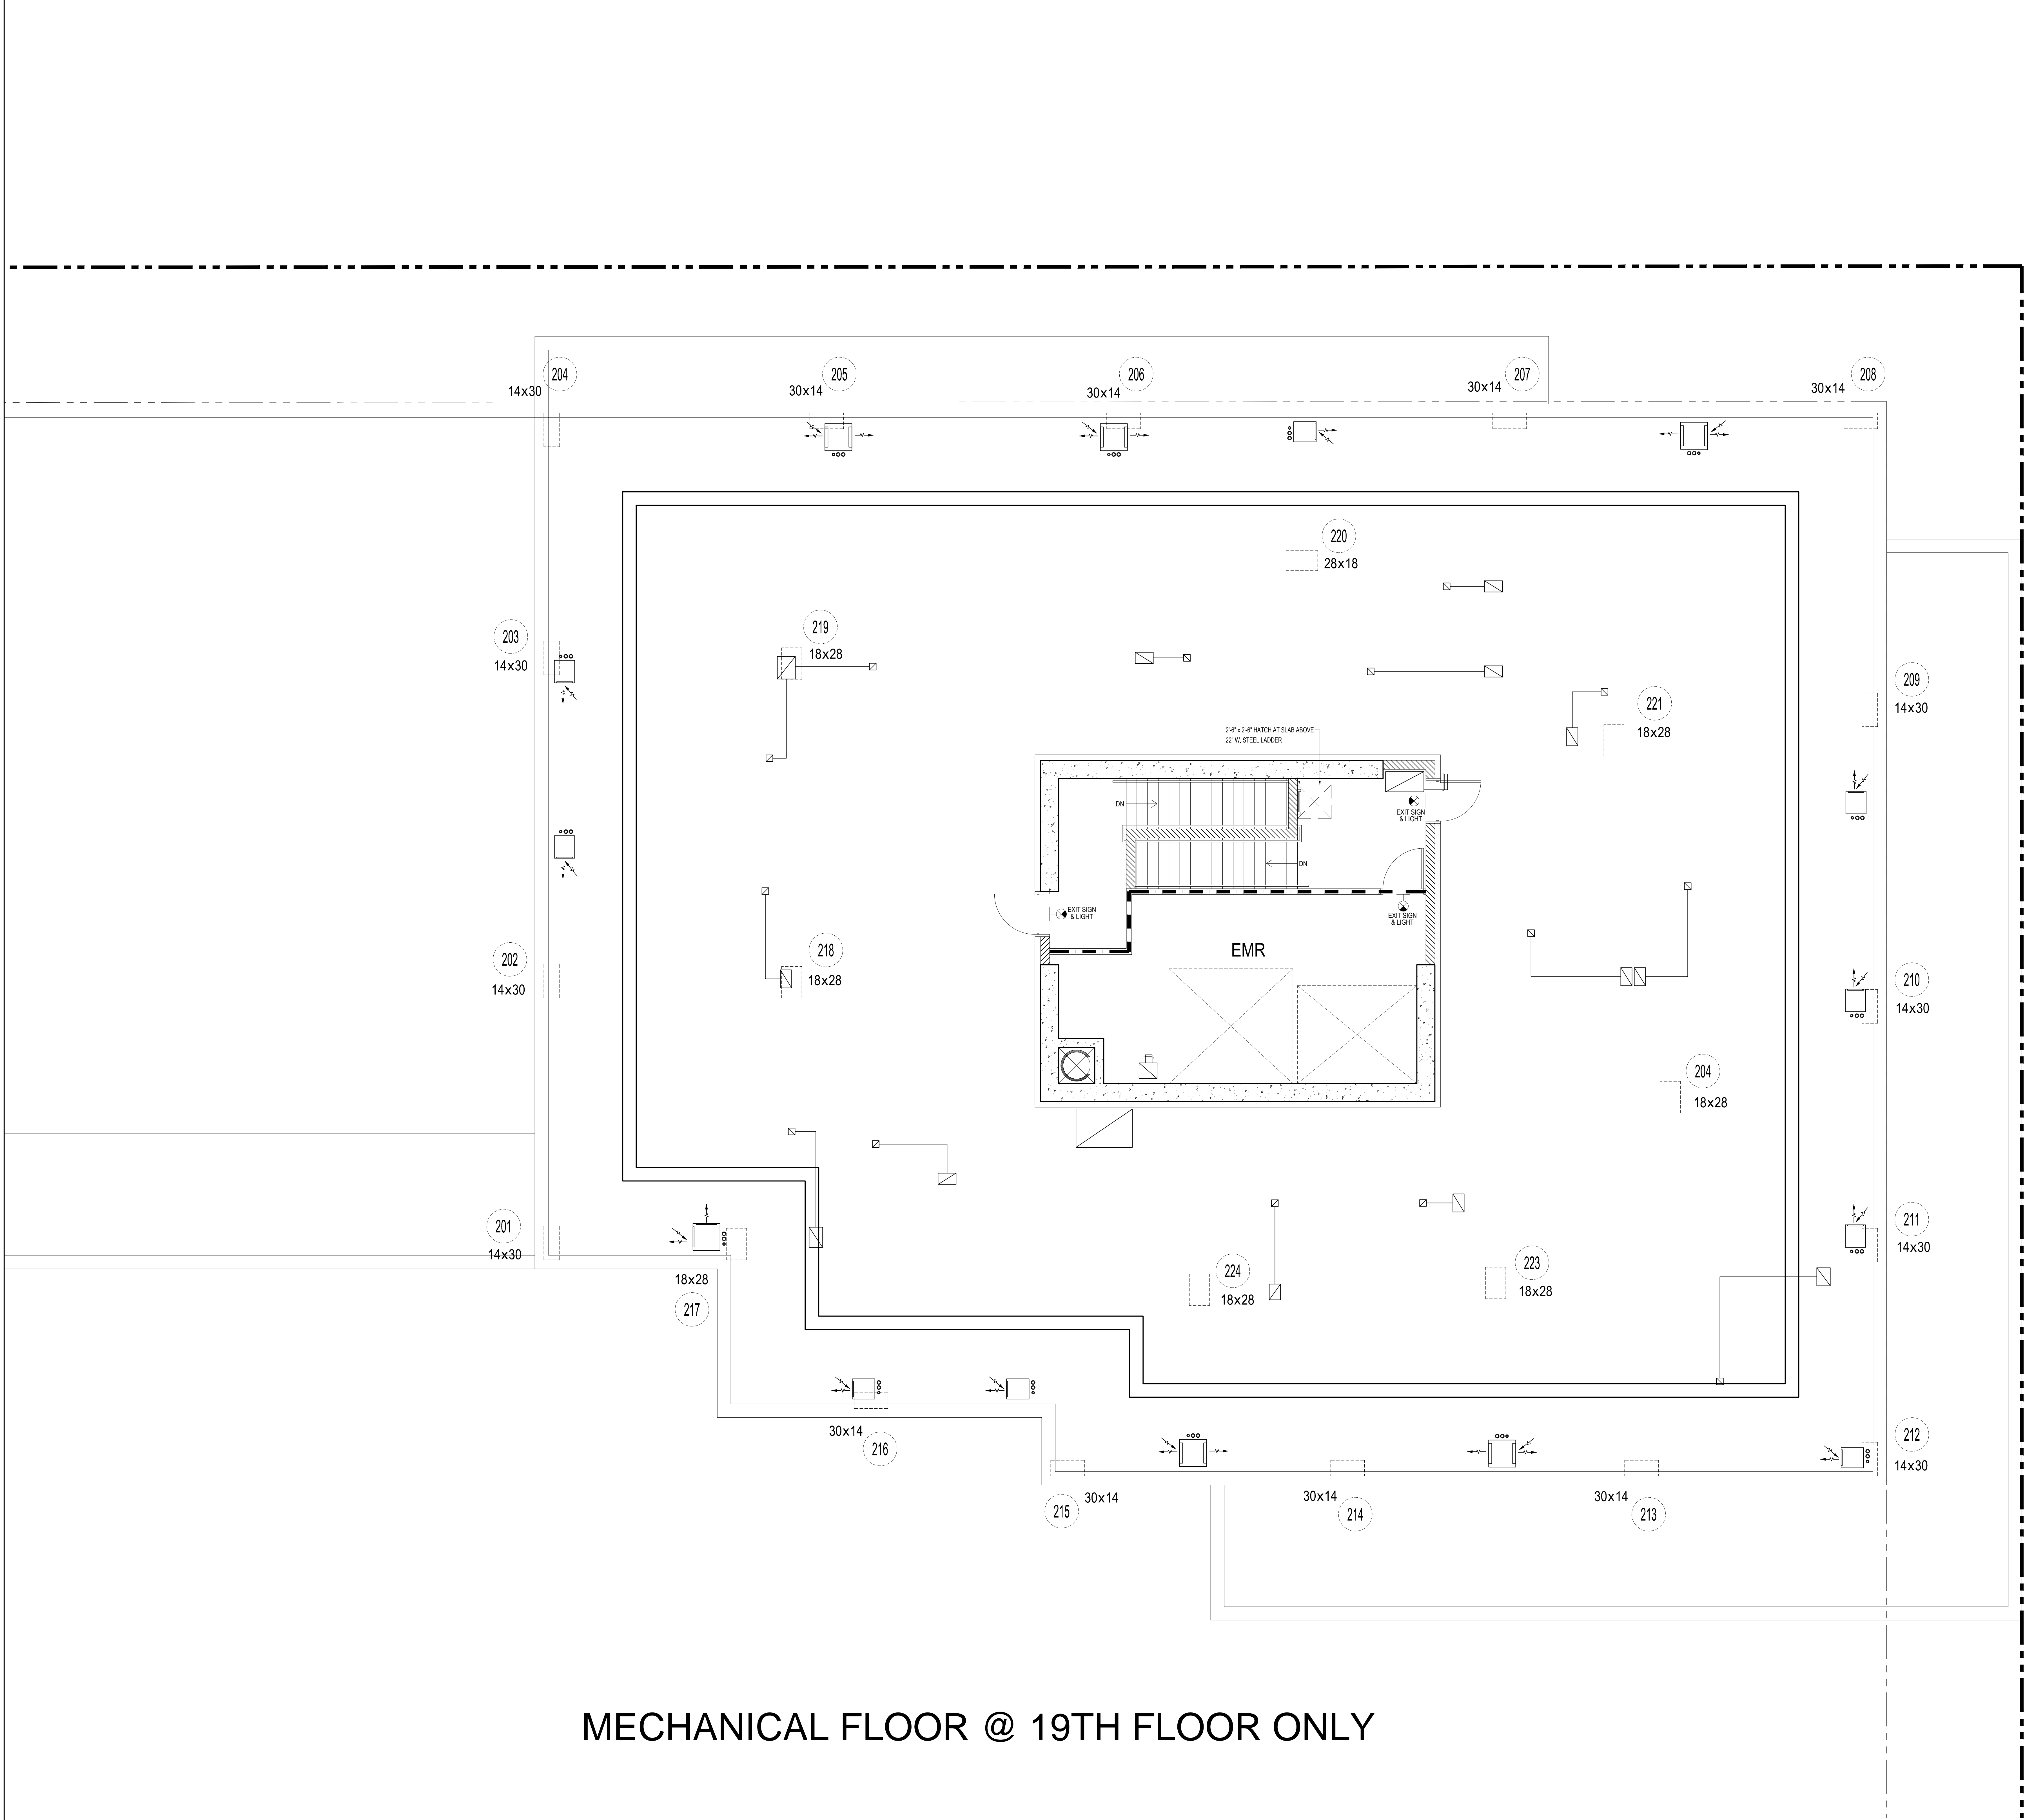 204
205
206
207
208
14x30
30x14
30x14
30x14
30x14
220
28x18
203
14x30
219
18x28
209
14x30
221
18x28
2'-6" x 2'-6" HATCH AT SLAB ABOVE
22" W. STEEL LADDER
DN
EXIT SIGN
& LIGHT
DN
EXIT SIGN
& LIGHT
EXIT SIGN
& LIGHT
EMR
202
14x30
218
18x28
210
14x30
204
18x28
201
14x30
211
14x30
18x28
217
224
18x28
223
18x28
30x14
216
212
14x30
215
30x14
30x14
214
30x14
213
MECHANICAL FLOOR @ 19TH FLOOR ONLY